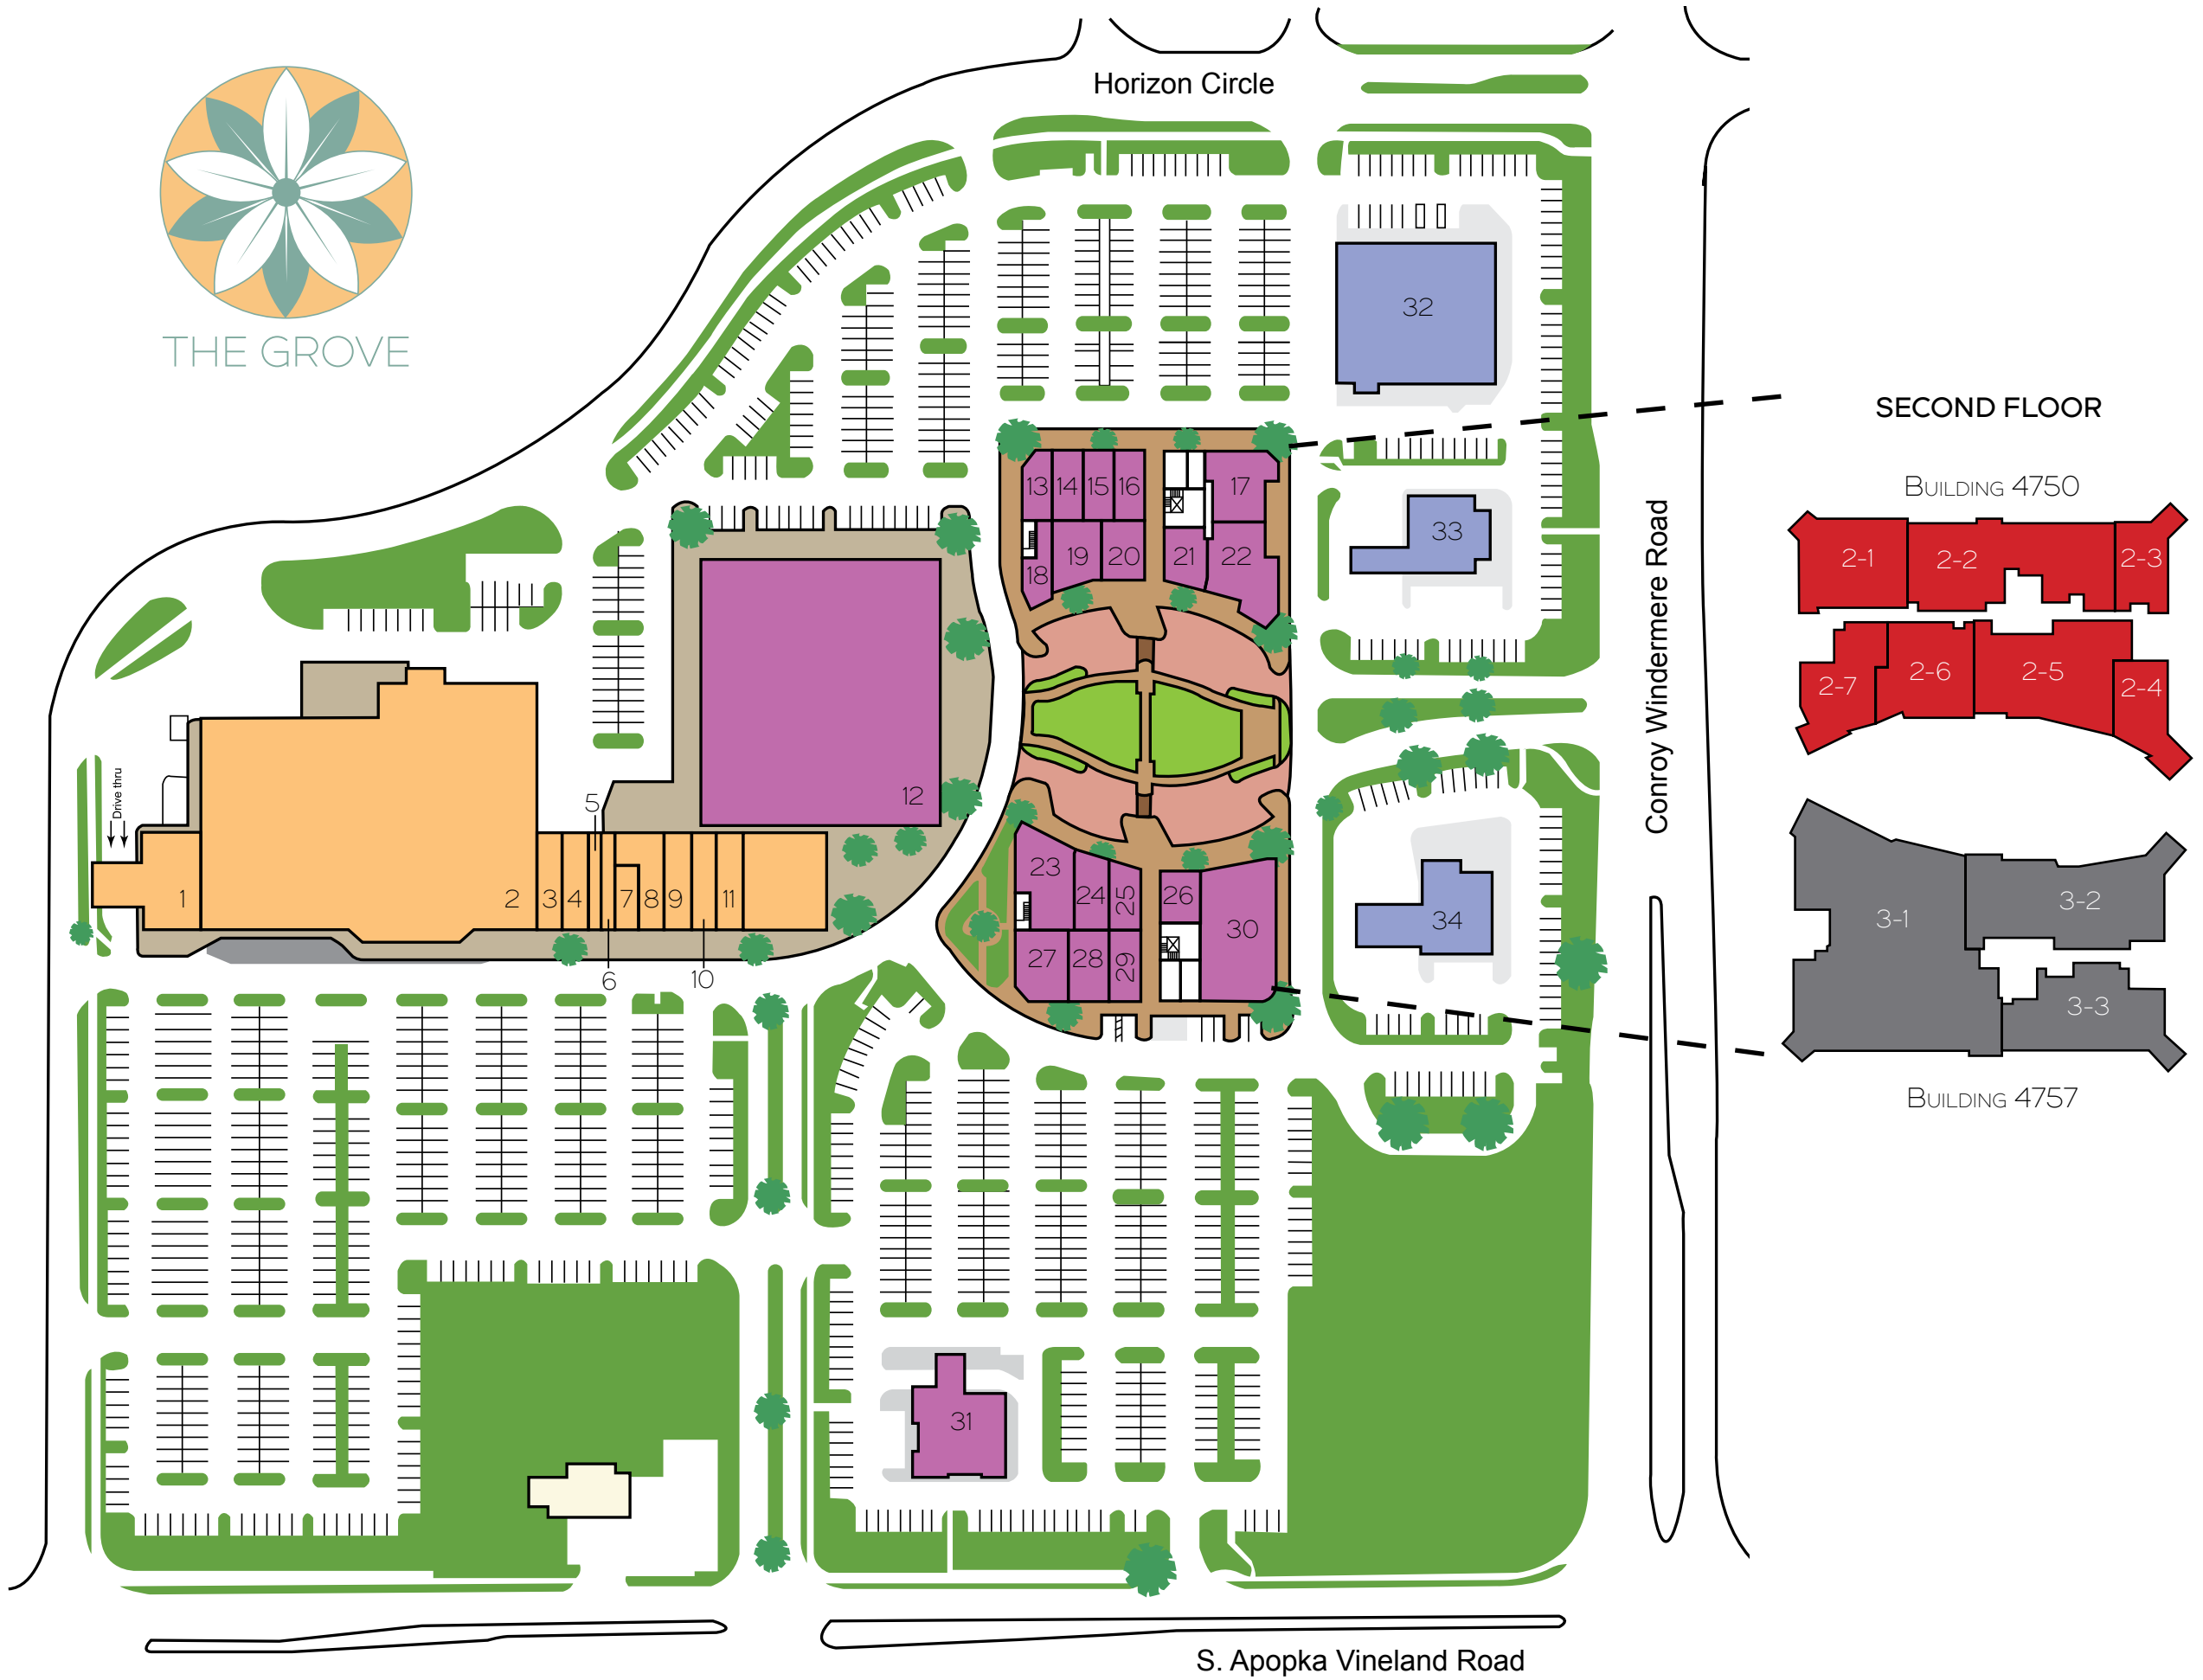 Horizon Circle
THE GROVE
32
SECOND FLOOR
Building 4750
13 14 15 16 17
33
18 19 20 21 22
2-1 2-2 2-3
2-7 2-6 2-5 2-4
Conroy Windermere Road
12
Drive thru
5
1 2 3 4 7 8 9 11
6 10
23 24 25 26 30
27 28 29
34
3-1 3-2
3-3
Building 4757
31
S. Apopka Vineland Road